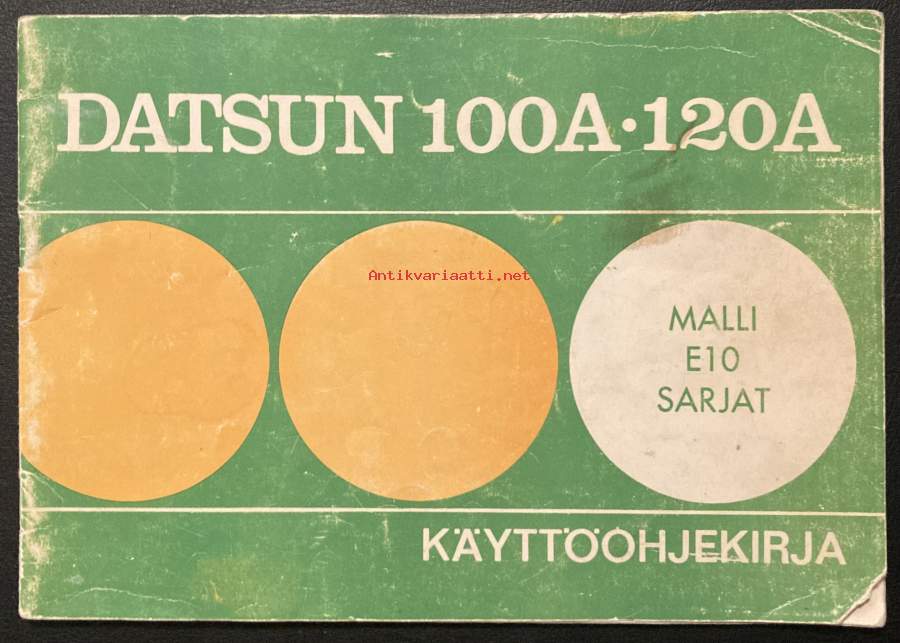 DATSUN 100A·120A
Antikvariaatti.net
MALLI
E10
SARJAT
KÄYTTÖOHJEKIRJA